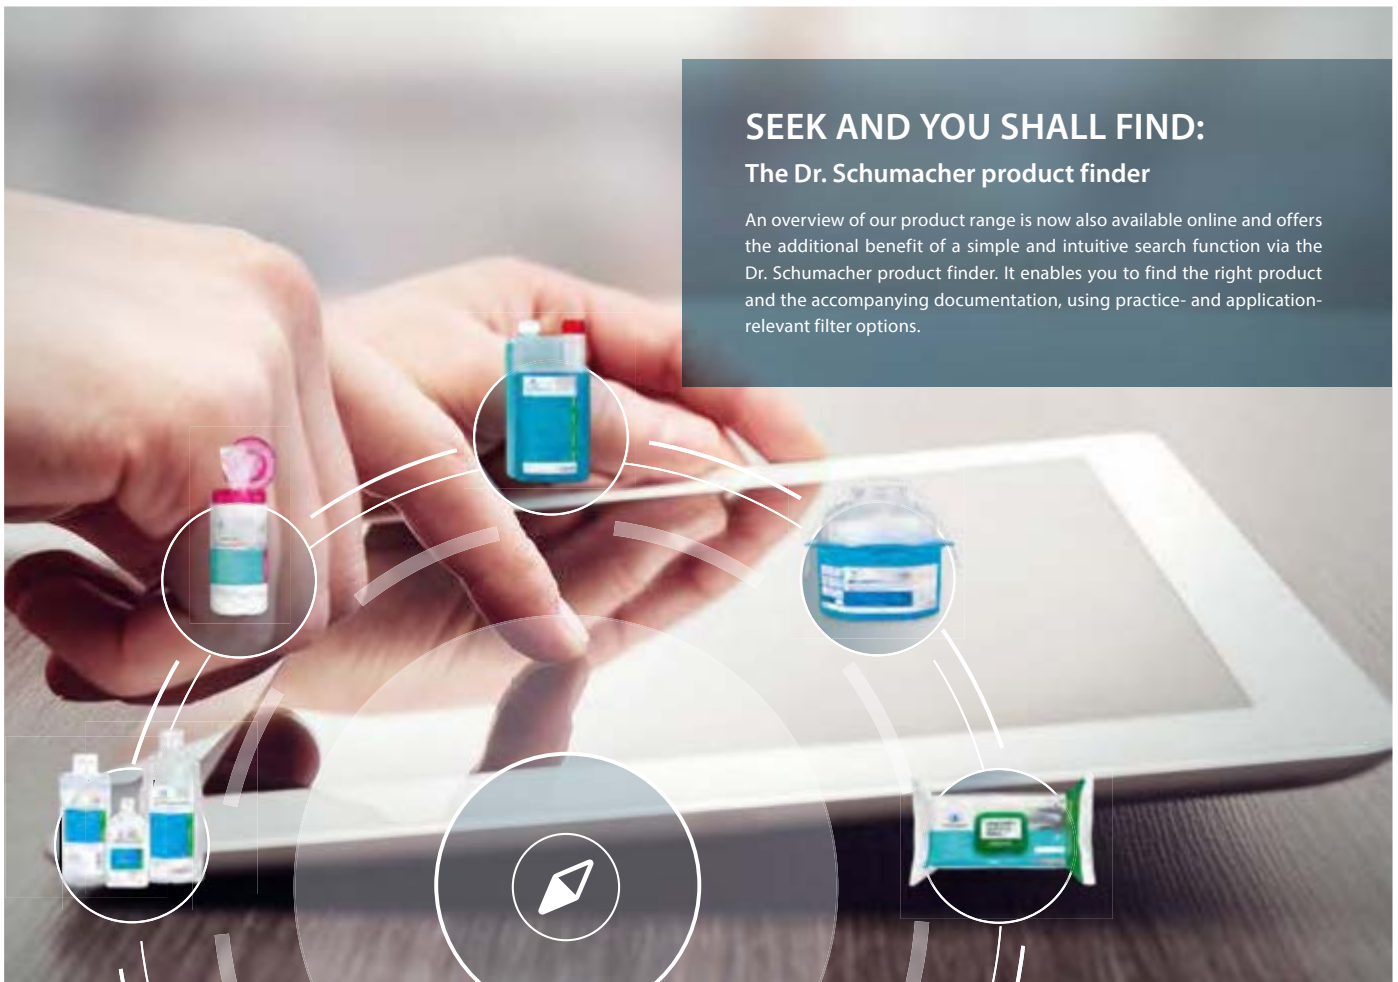 SEEK AND YOU SHALL FIND:
The Dr. Schumacher product finder
An overview of our product range is now also available online and offers
the additional benefit of a simple and intuitive search function via the
Dr. Schumacher product finder. It enables you to find the right product
and the accompanying documentation, using practice- and application-
relevant filter options.